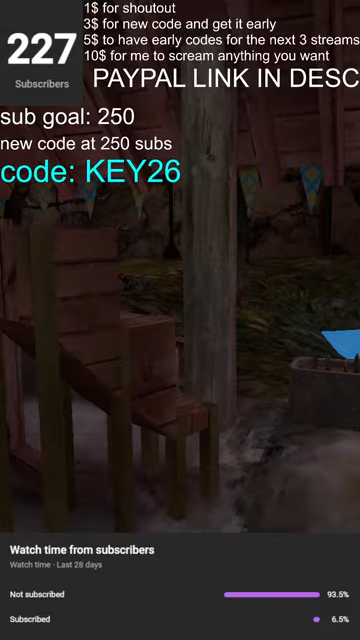 1$ for shoutout
3$ for new code and get it early
5$ to have early codes for the next 3 streams
10$ for me to scream anything you want
227
Subscribers
PAYPAL LINK IN DESC
sub goal: 250
new code at 250 subs
code: KEY26
Watch time from subscribers
Watch time · Last 28 days
Not subscribed 93.5%
Subscribed 6.5%